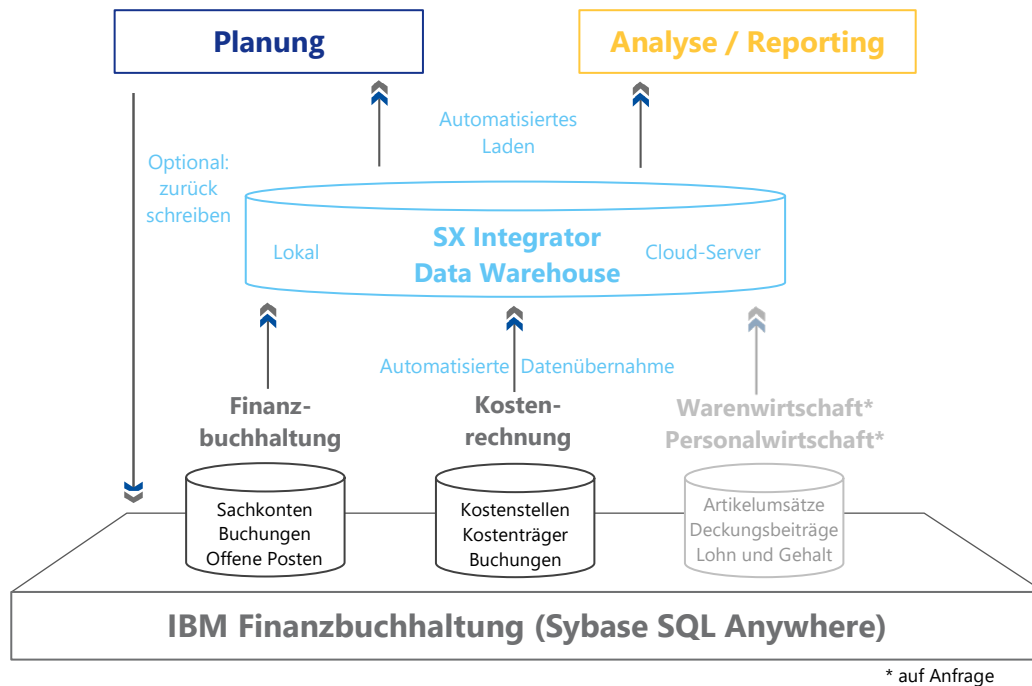 Planung
Analyse / Reporting
Automatisiertes
Laden
Optional:
zurück
schreiben
Lokal
SX Integrator
Data Warehouse
Cloud-Server
Automatisierte Datenübernahme
Finanz-
buchhaltung
Kosten-
rechnung
Warenwirtschaft*
Personalwirtschaft*
Sachkonten
Buchungen
Offene Posten
Kostenstellen
Kostenträger
Buchungen
Artikelumsätze
Deckungsbeiträge
Lohn und Gehalt
IBM Finanzbuchhaltung (Sybase SQL Anywhere)
* auf Anfrage